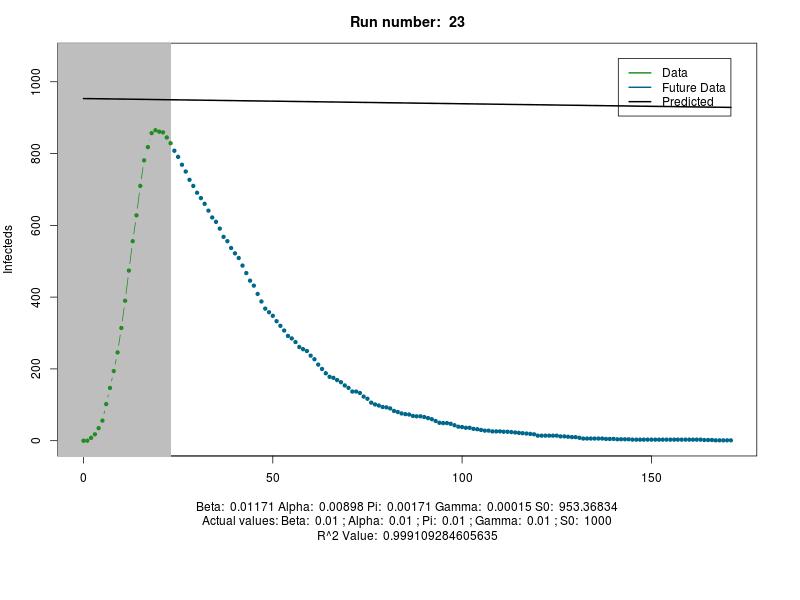 Run number: 23
Data
Future Data
Predicted
Infecteds
1000
800
600
400
200
0
0 50 100 150
Beta: 0.01171 Alpha: 0.00898 Pi: 0.00171 Gamma: 0.00015 S0: 953.36834
Actual values: Beta: 0.01 ; Alpha: 0.01 ; Pi: 0.01 ; Gamma: 0.01 ; S0: 1000
R^2 Value: 0.999109284605635